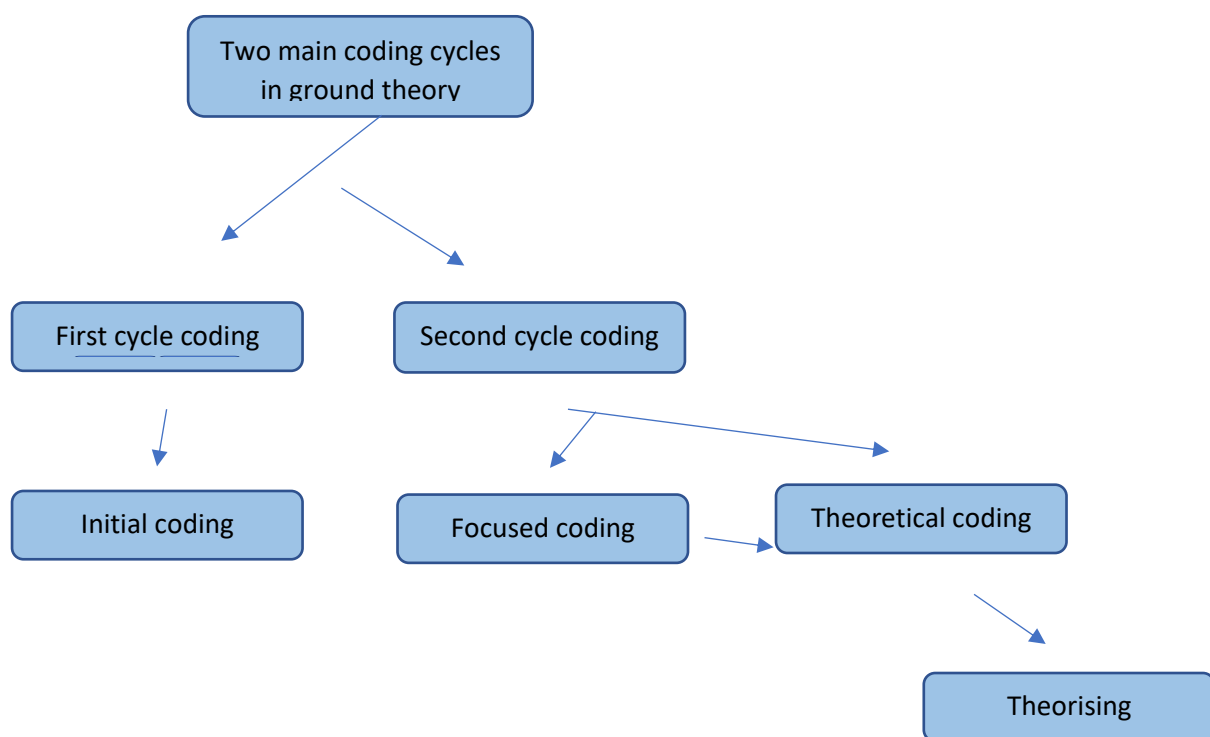 Two main coding cycles
in ground theory
First cycle coding
Second cycle coding
Initial coding
Focused coding
Theoretical coding
Theorising